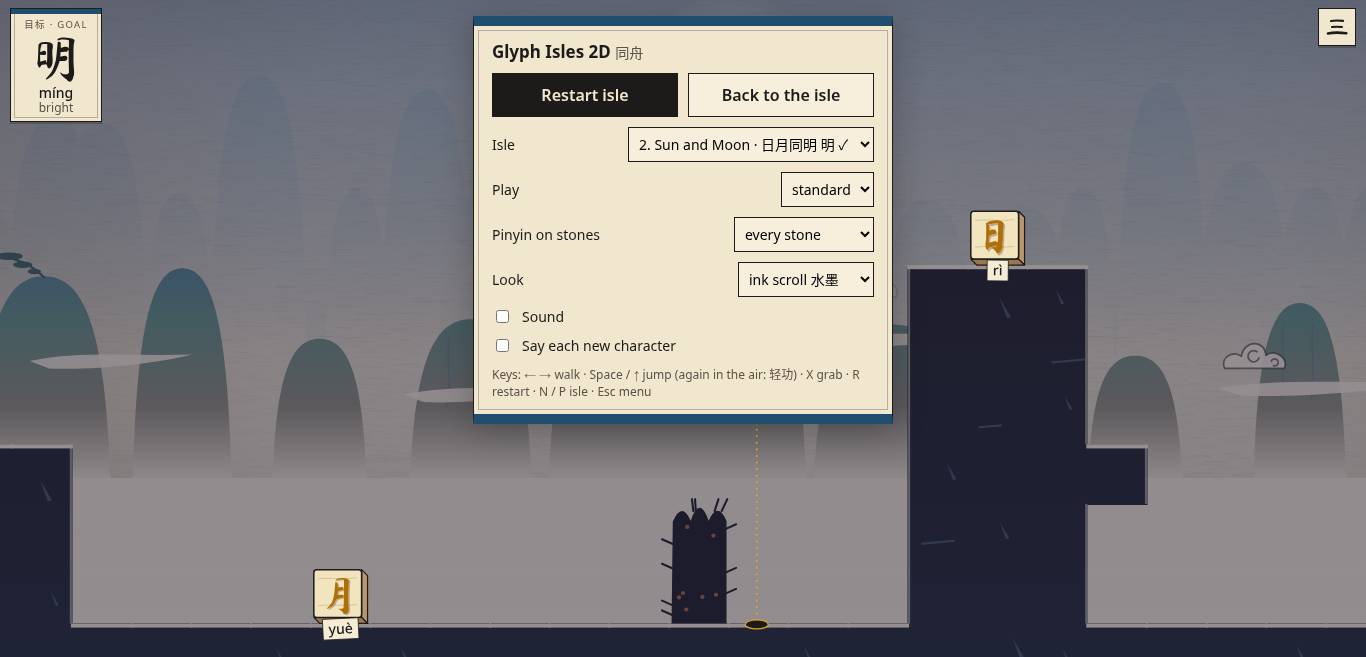 目标 · GOAL
明
míng
bright
Glyph Isles 2D 同舟
Restart isle
Back to the isle
Isle
2. Sun and Moon · 日月同明 明 ✓
Play
standard
Pinyin on stones
every stone
Look
ink scroll 水墨
Sound
Say each new character
Keys: ← → walk · Space / ↑ jump (again in the air: 轻功) · X grab · R
restart · N / P isle · Esc menu
三
日
rì
月
yuè